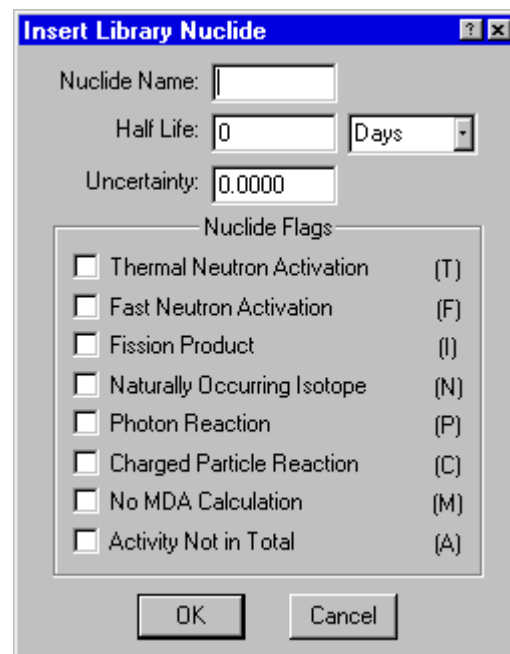 Insert Library Nuclide
Nuclide Name:
Half Life: 0 Days
Uncertainty: 0.0000
Nuclide Flags
Thermal Neutron Activation (T)
Fast Neutron Activation (F)
Fission Product (I)
Naturally Occurring Isotope (N)
Photon Reaction (P)
Charged Particle Reaction (C)
No MDA Calculation (M)
Activity Not in Total (A)
OK Cancel